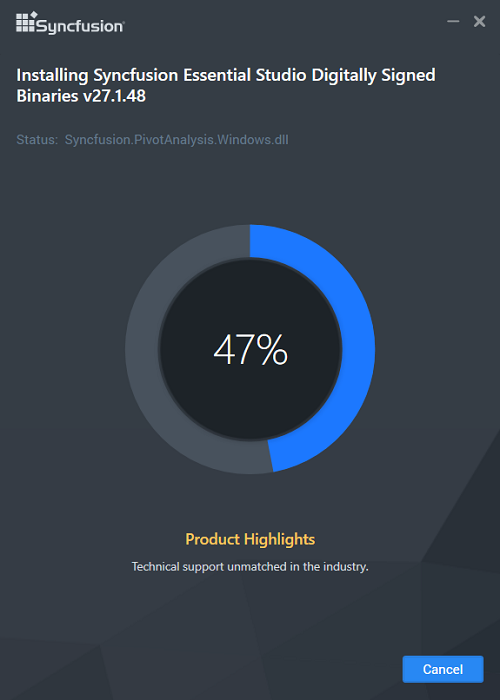 Syncfusion®
Installing Syncfusion Essential Studio Digitally Signed
Binaries v27.1.48
Status: Syncfusion.PivotAnalysis.Windows.dll
47%
Product Highlights
Technical support unmatched in the industry.
Cancel